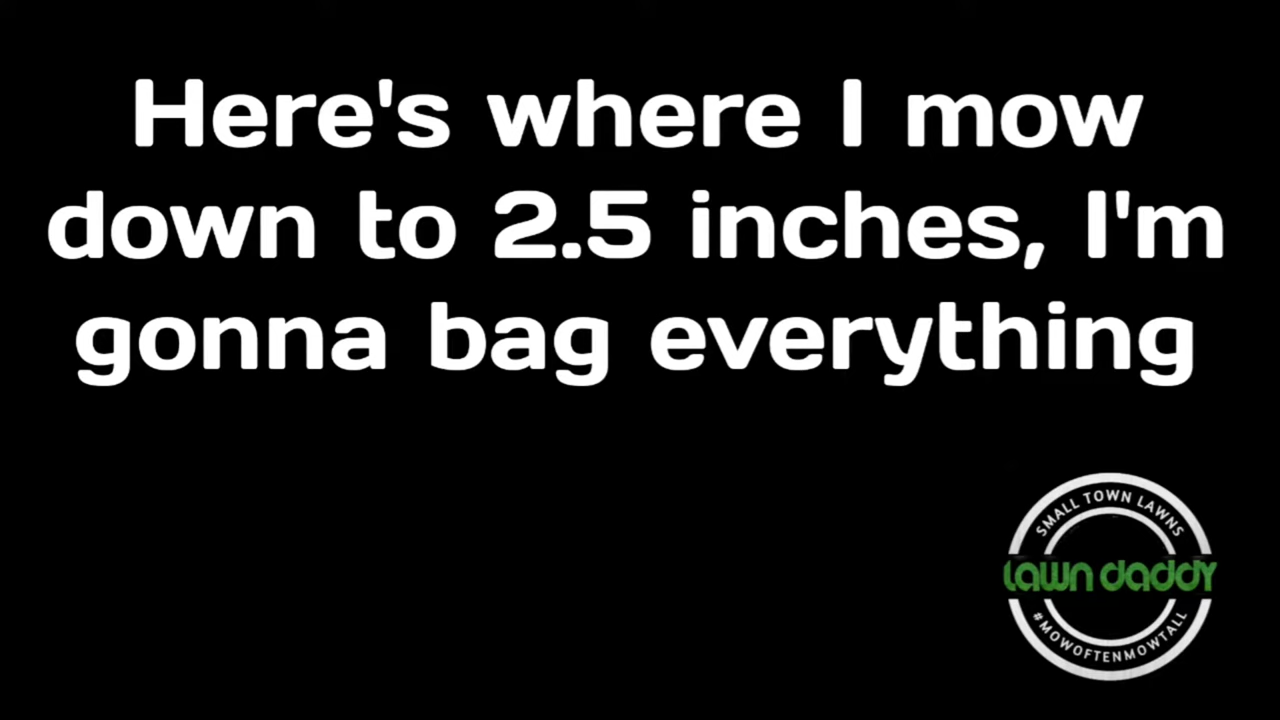 Here's where I mow
down to 2.5 inches, I'm
gonna bag everything
SMALL TOWN LAWNS
Lawn daddy
#MOWOFTENMOWTALL